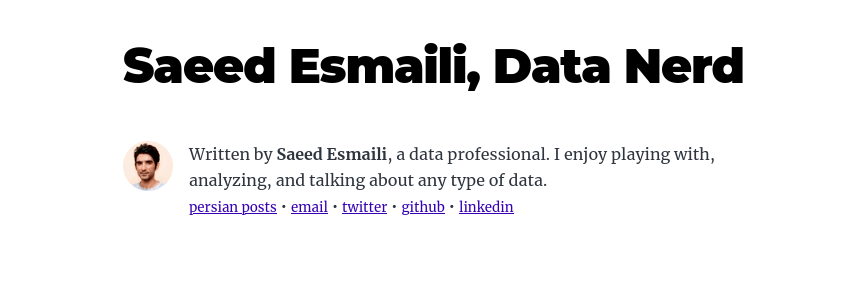 Saeed Esmaili, Data Nerd
Written by Saeed Esmaili, a data professional. I enjoy playing with,
analyzing, and talking about any type of data.
persian posts • email • twitter • github • linkedin